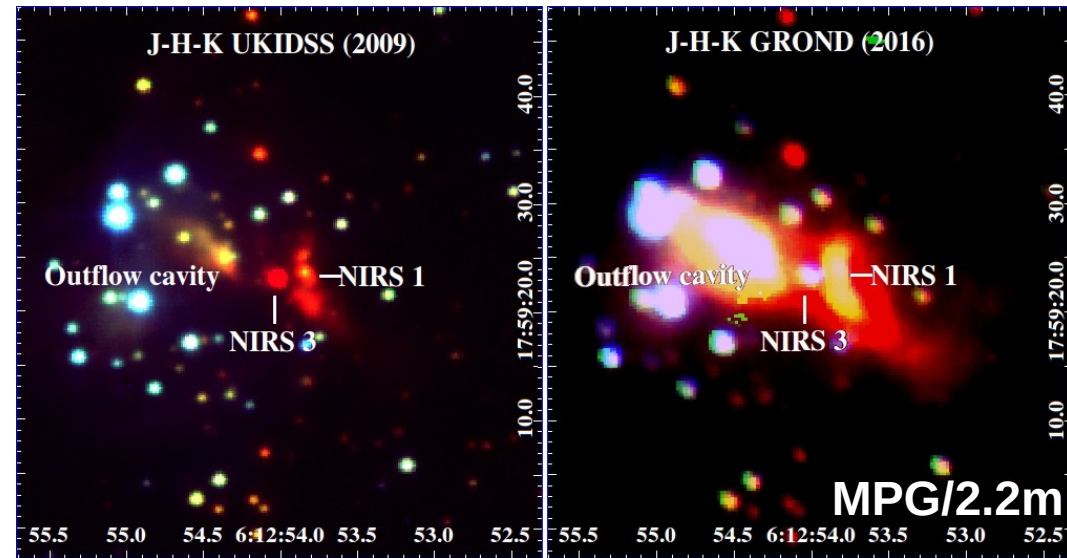 J-H-K UKIDSS (2009)
40.0
30.0
Outflow cavity
NIRS 1
NIRS 3
17:59:20.0
10.0
55.5 55.0 54.5 6:12:54.0 53.5 53.0 52.5
J-H-K GROND (2016)
40.0
30.0
Outflow cavity
NIRS 1
NIRS 3
17:59:20.0
10.0
MPG/2.2m
55.5 55.0 54.5 6:12:54.0 53.5 53.0 52.5